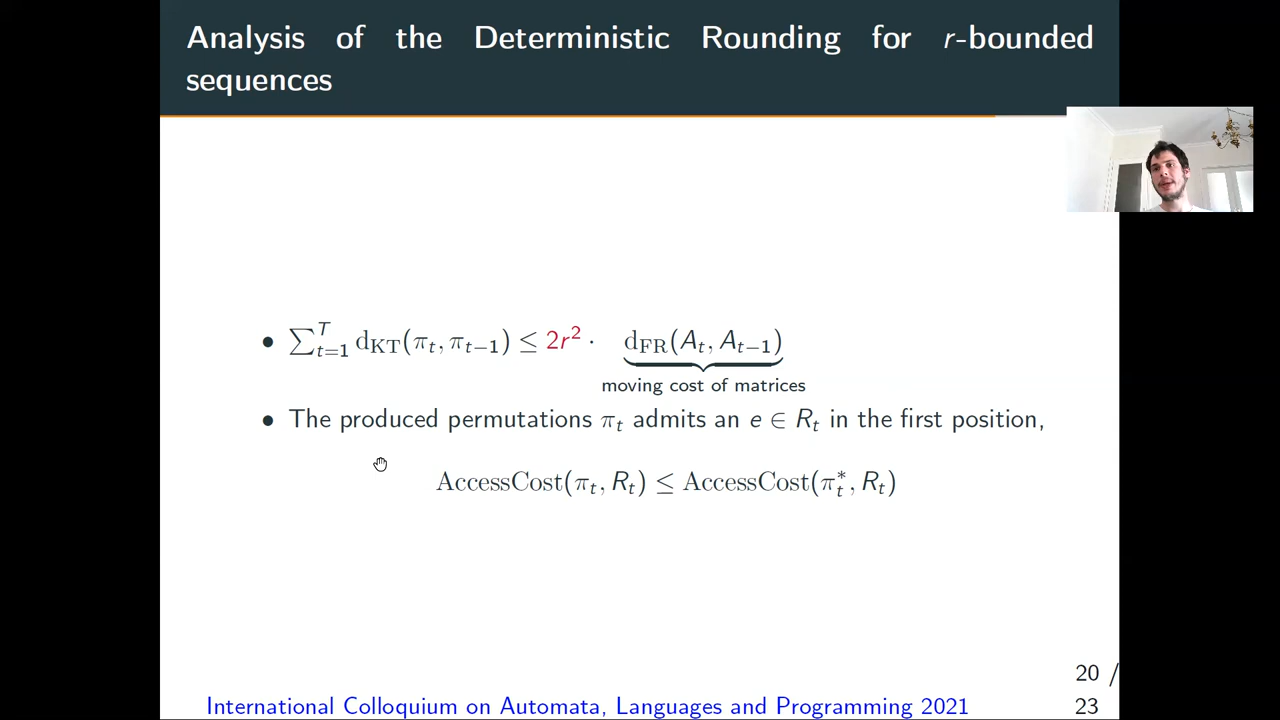 Analysis of the Deterministic Rounding for r-bounded
sequences
• ∑_{t=1}^{T} d_KT(π_t, π_{t−1}) ≤ 2r² · d_FR(A_t, A_{t−1})
moving cost of matrices
• The produced permutations π_t admits an e ∈ R_t in the first position,
AccessCost(π_t, R_t) ≤ AccessCost(π_t^*, R_t)
20 /
International Colloquium on Automata, Languages and Programming 2021 23